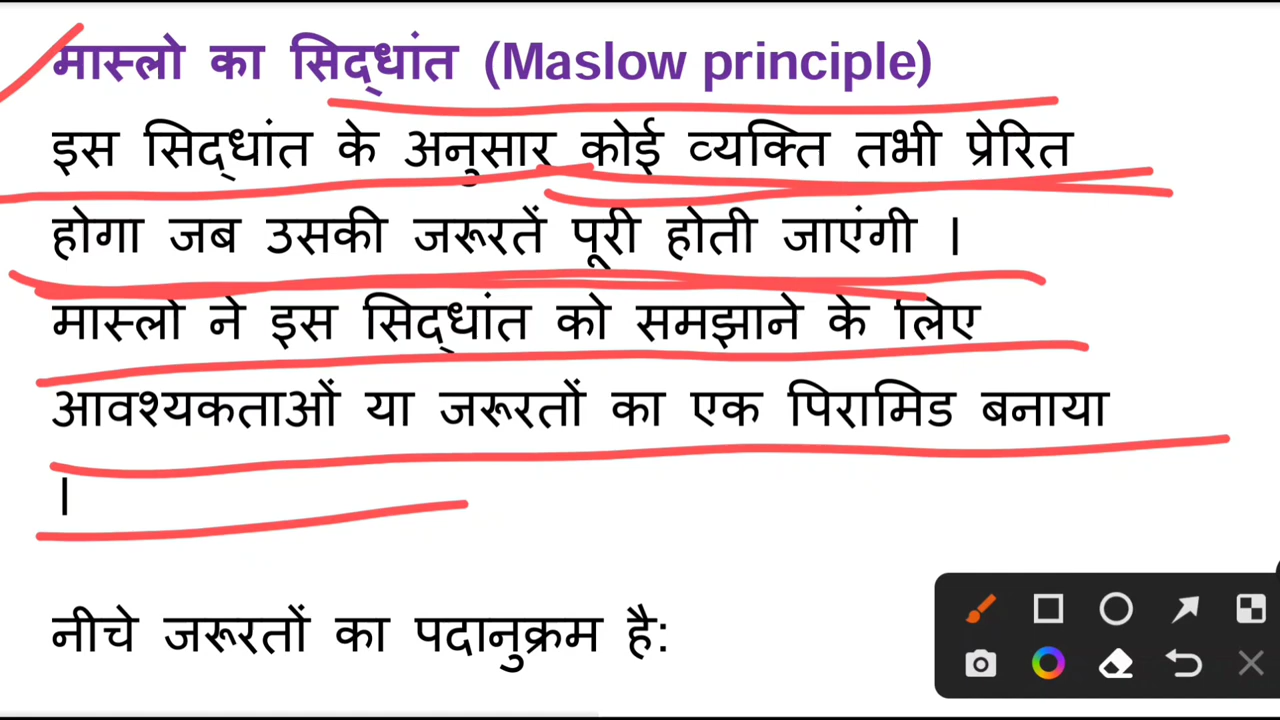 मास्लो का सिद्धांत (Maslow principle)
इस सिद्धांत के अनुसार कोई व्यक्ति तभी प्रेरित
होगा जब उसकी जरूरतें पूरी होती जाएंगी ।
मास्लो ने इस सिद्धांत को समझाने के लिए
आवश्यकताओं या जरूरतों का एक पिरामिड बनाया
।
नीचे जरूरतों का पदानुक्रम है: